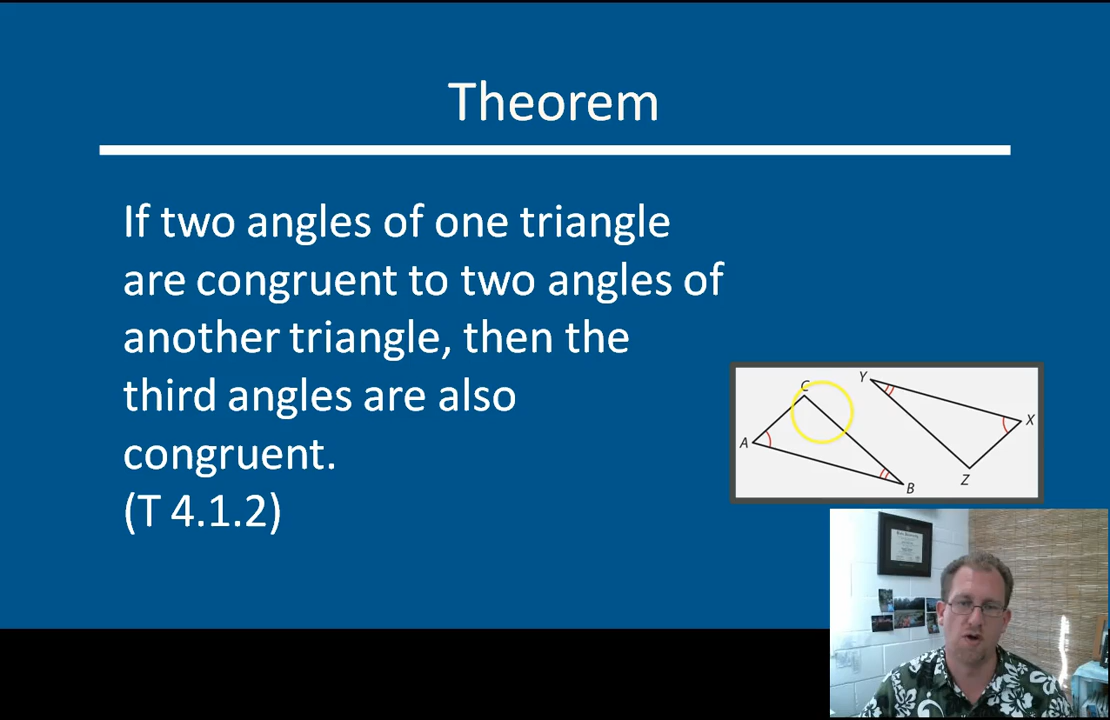 Theorem
If two angles of one triangle
are congruent to two angles of
another triangle, then the
third angles are also
congruent.
(T 4.1.2)
C
Y
A
X
B
Z